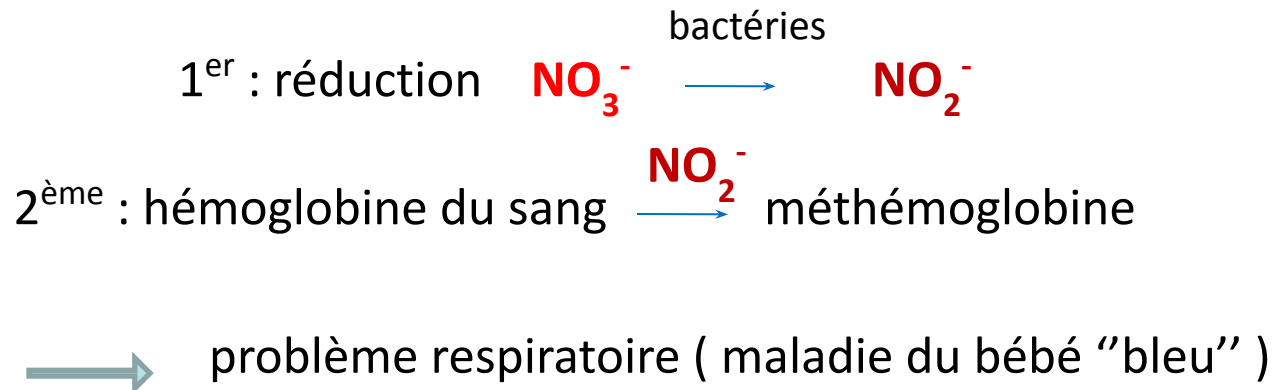 bactéries
1er : réduction NO3- NO2-
NO2-
2ème : hémoglobine du sang méthémoglobine
problème respiratoire ( maladie du bébé ‘’bleu’’ )